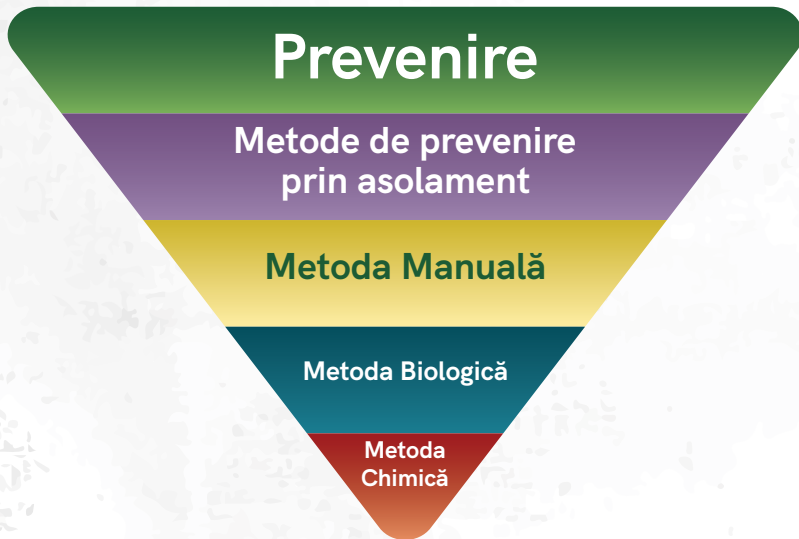 Prevenire
Metode de prevenire
prin asolament
Metoda Manuală
Metoda Biologică
Metoda
Chimică